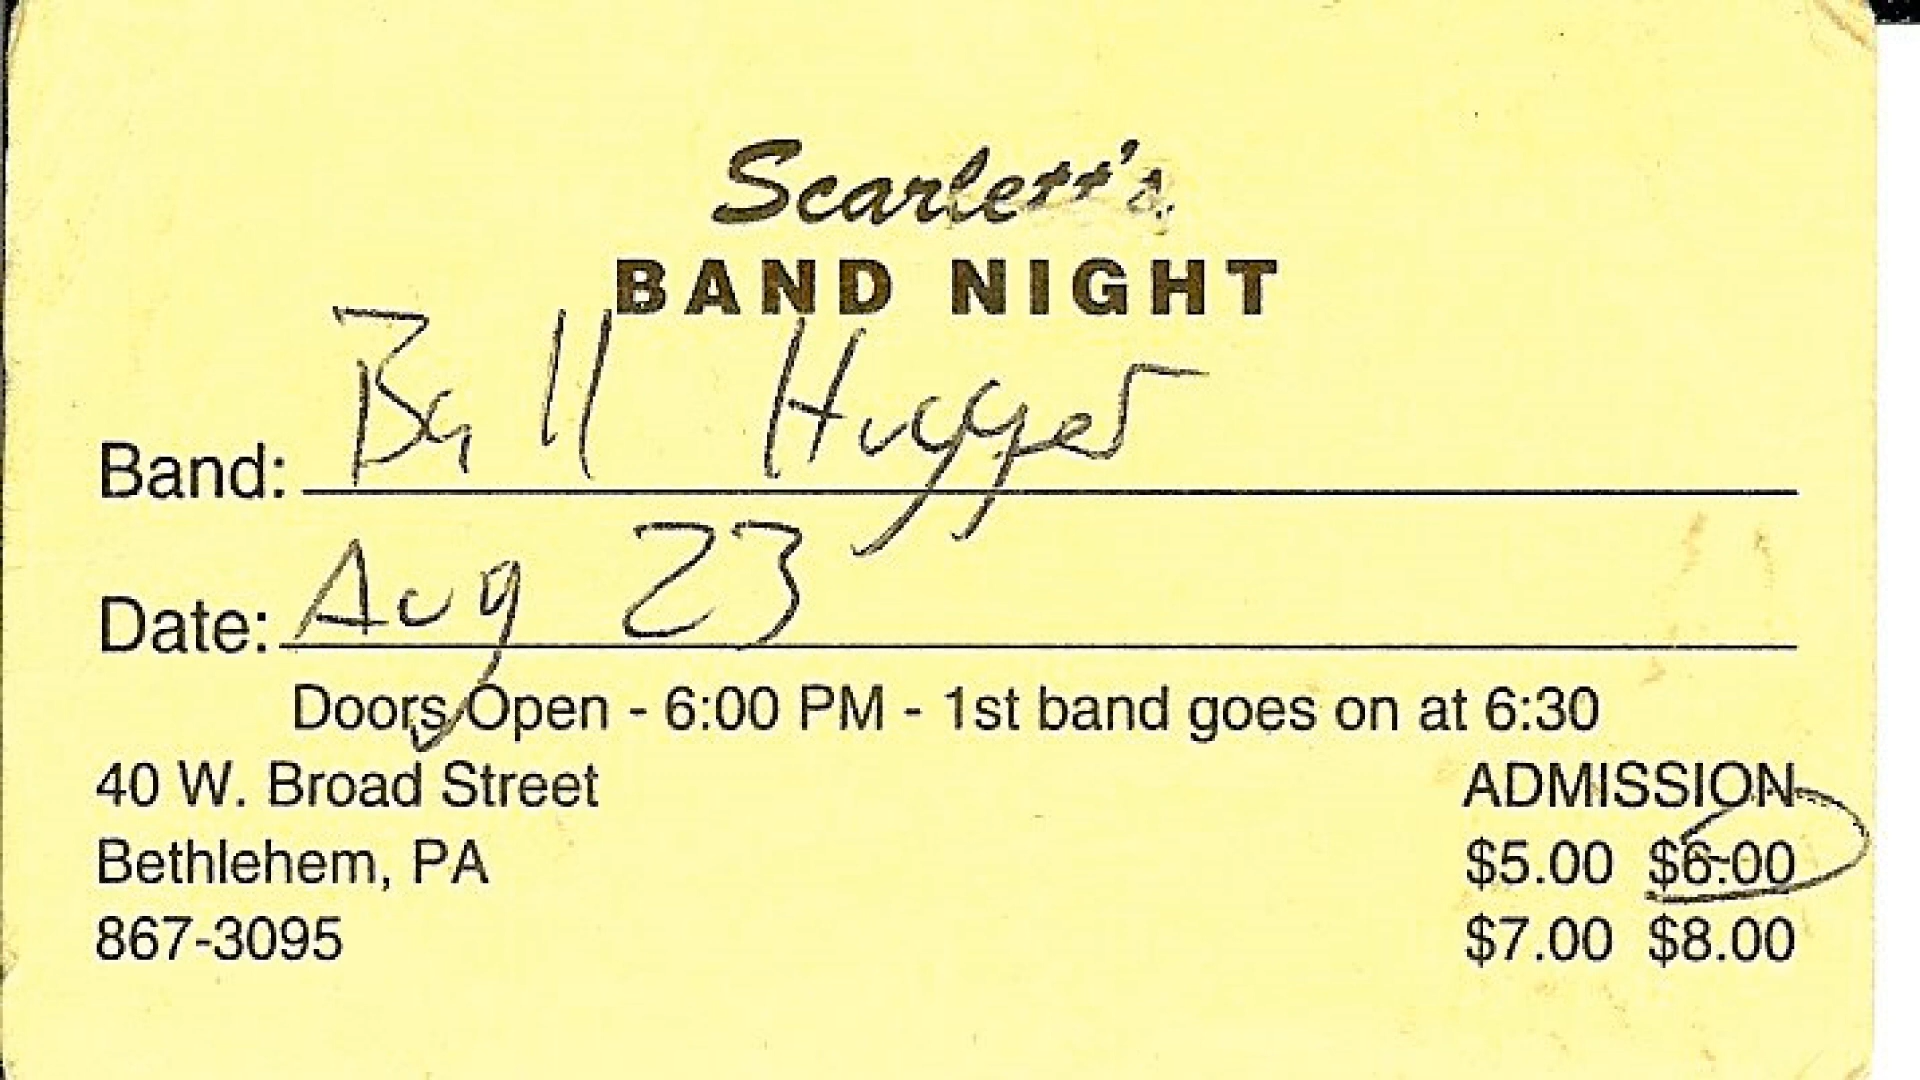 Scarlett's
BAND NIGHT
Band: Ball Hugger
Date: Aug 23
Doors Open - 6:00 PM - 1st band goes on at 6:30
40 W. Broad Street
Bethlehem, PA
867-3095
ADMISSION
$5.00 $6.00
$7.00 $8.00